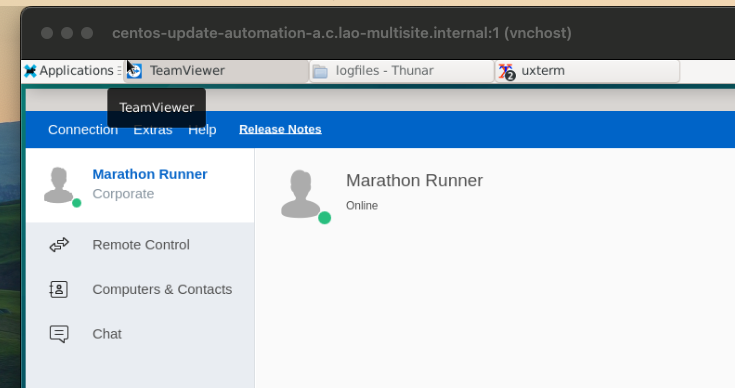 centos-update-automation-a.c.lao-multisite.internal:1 (vnchost)
Applications TeamViewer logfiles - Thunar 2 uxterm
TeamViewer
Connection Extras Help Release Notes
Marathon Runner
Corporate
Remote Control
Computers & Contacts
Chat
Marathon Runner
Online